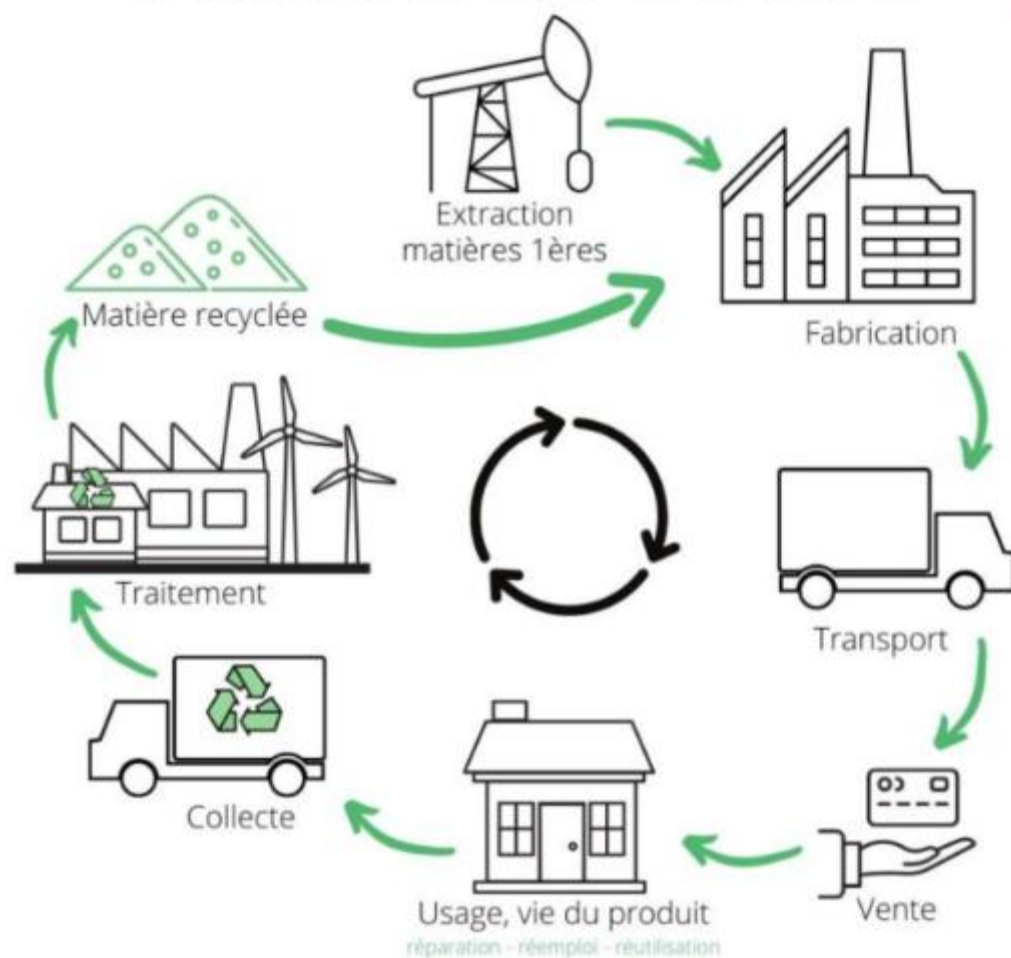 Extraction
matières 1ères
Fabrication
Transport
Vente
Usage, vie du produit
réparation - réemploi - réutilisation
Collecte
Traitement
Matière recyclée